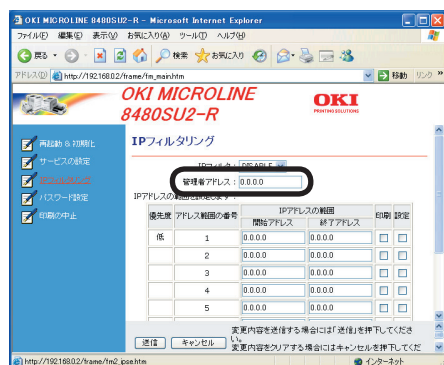 OKI MICROLINE 8480SU2-R - Microsoft Internet Explorer
ファイル(F) 編集(E) 表示(V) お気に入り(A) ツール(T) ヘルプ(H)
戻る 検索 お気に入り
アドレス(D) http://192.168.0.2/frame/fm_main.htm 移動 リンク »
OKI MICROLINE
8480SU2-R
OKI
PRINTING SOLUTIONS
再起動 & 初期化
サービスの設定
IPフィルタリング
パスワード設定
印刷の中止
IPフィルタリング
IPフィルタ : DISABLE
管理者アドレス : 0.0.0.0
IPアドレスの範囲を設定します :
優先度 アドレス範囲の番号 IPアドレスの範囲 印刷 設定
開始アドレス 終了アドレス
低 1 0.0.0.0 0.0.0.0
2 0.0.0.0 0.0.0.0
3 0.0.0.0 0.0.0.0
4 0.0.0.0 0.0.0.0
5 0.0.0.0 0.0.0.0
送信 キャンセル
変更内容を送信する場合には「送信」を押下してくださ
い。
変更内容をクリアする場合にはキャンセルを押下してくだ
http://192.168.0.2/frame/fm2_ipse.htm インターネット